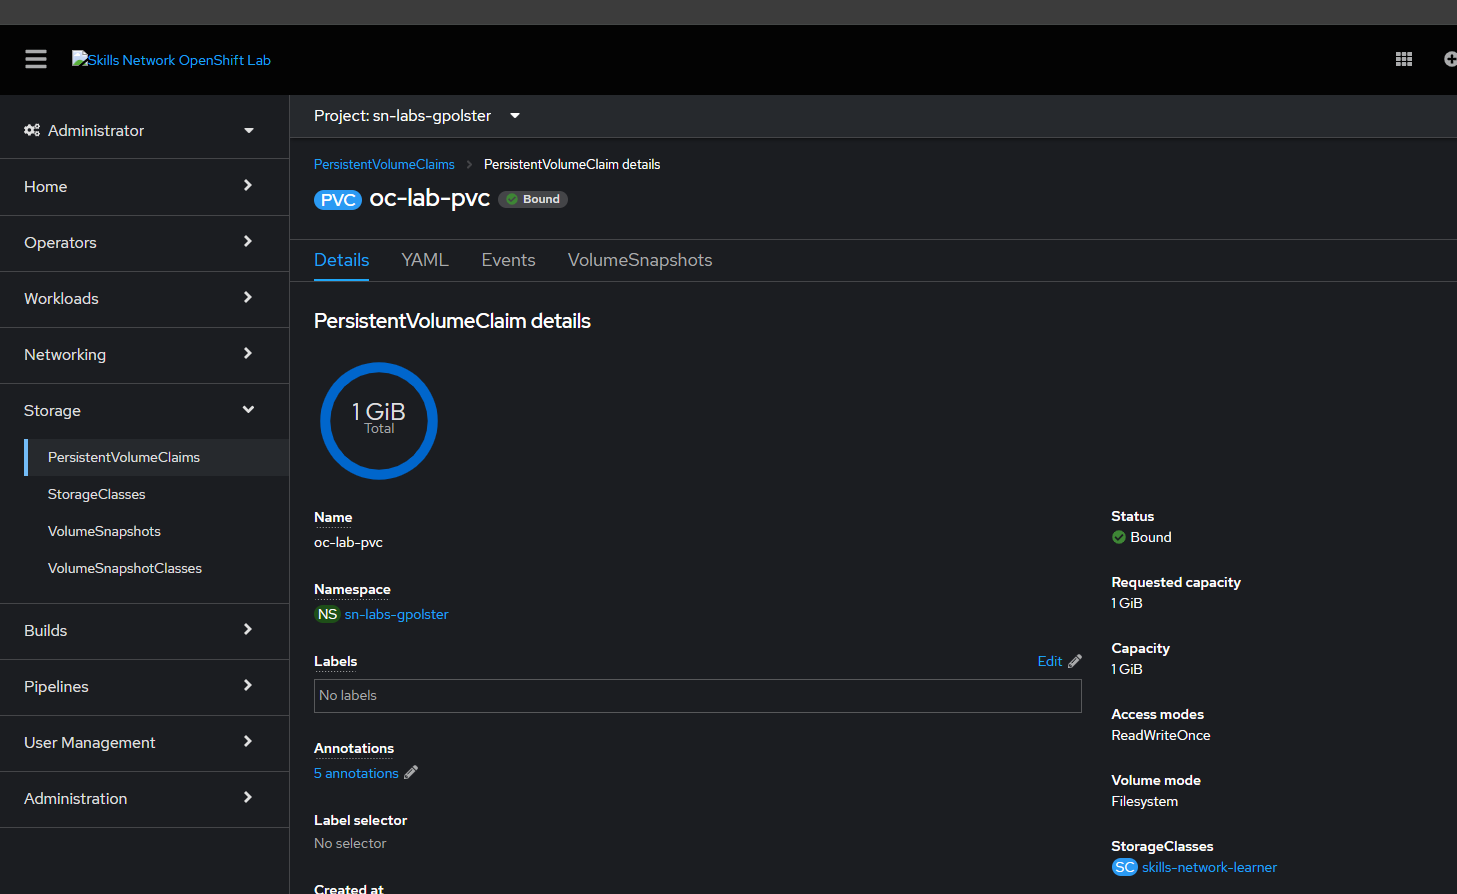 Skills Network OpenShift Lab
Administrator
Home
Operators
Workloads
Networking
Storage
PersistentVolumeClaims
StorageClasses
VolumeSnapshots
VolumeSnapshotClasses
Builds
Pipelines
User Management
Administration
Project: sn-labs-gpolster
PersistentVolumeClaims PersistentVolumeClaim details
PVC oc-lab-pvc Bound
Details YAML Events VolumeSnapshots
PersistentVolumeClaim details
1 GiB
Total
Name
oc-lab-pvc
Namespace
NS sn-labs-gpolster
Labels Edit
No labels
Annotations
5 annotations
Label selector
No selector
Created at
Status
Bound
Requested capacity
1 GiB
Capacity
1 GiB
Access modes
ReadWriteOnce
Volume mode
Filesystem
StorageClasses
SC skills-network-learner